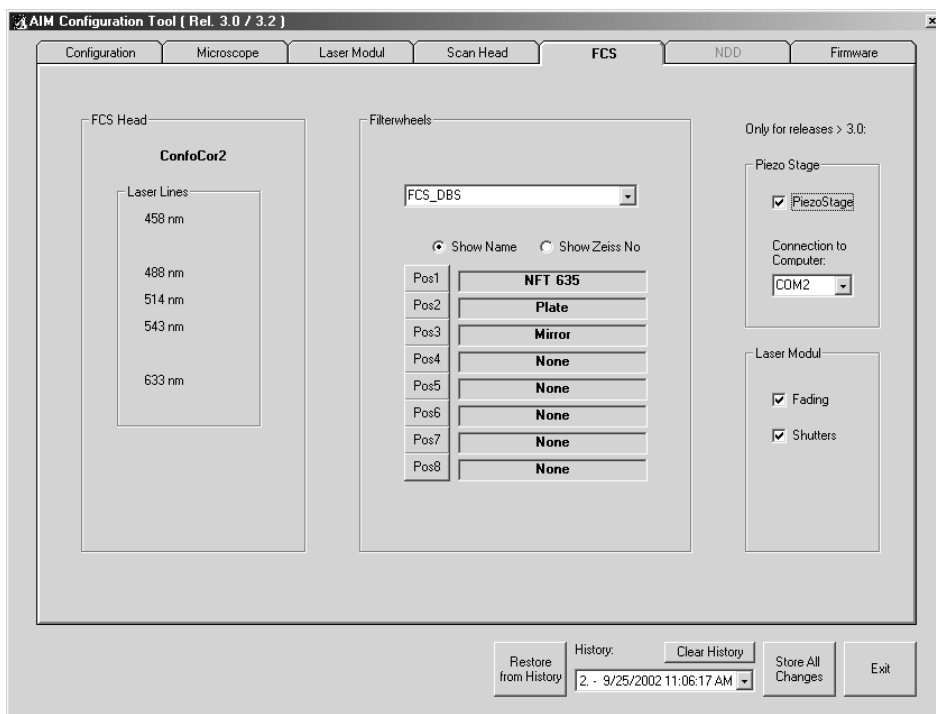 AIM Configuration Tool ( Rel. 3.0 / 3.2 )
Configuration
Microscope
Laser Modul
Scan Head
FCS
NDD
Firmware
FCS Head
ConfoCor2
Laser Lines
458 nm
488 nm
514 nm
543 nm
633 nm
Filterwheels
FCS_DBS
Show Name
Show Zeiss No
Pos1 NFT 635
Pos2 Plate
Pos3 Mirror
Pos4 None
Pos5 None
Pos6 None
Pos7 None
Pos8 None
Only for releases > 3.0:
Piezo Stage
PiezoStage
Connection to
Computer:
COM2
Laser Modul
Fading
Shutters
Restore
from History
History:
Clear History
2. - 9/25/2002 11:06:17 AM
Store All
Changes
Exit